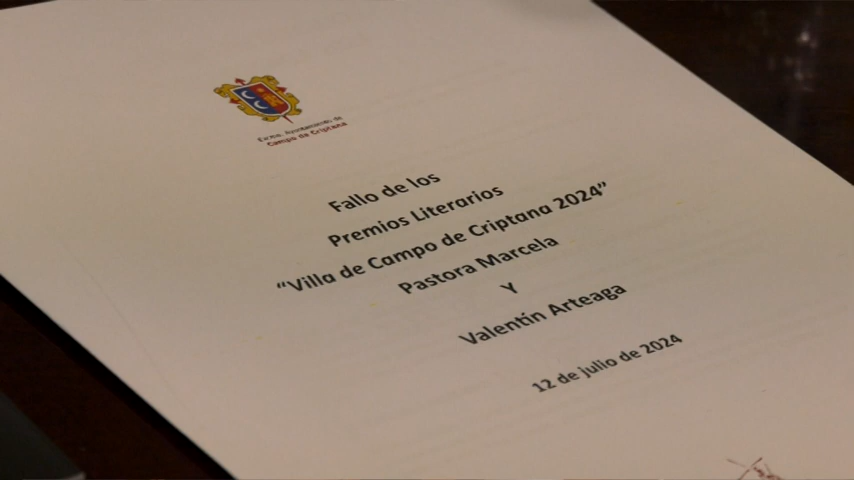 Excmo. Ayuntamiento de
Campo de Criptana
Fallo de los
Premios Literarios
“Villa de Campo de Criptana 2024”
Pastora Marcela
Y
Valentín Arteaga
12 de julio de 2024